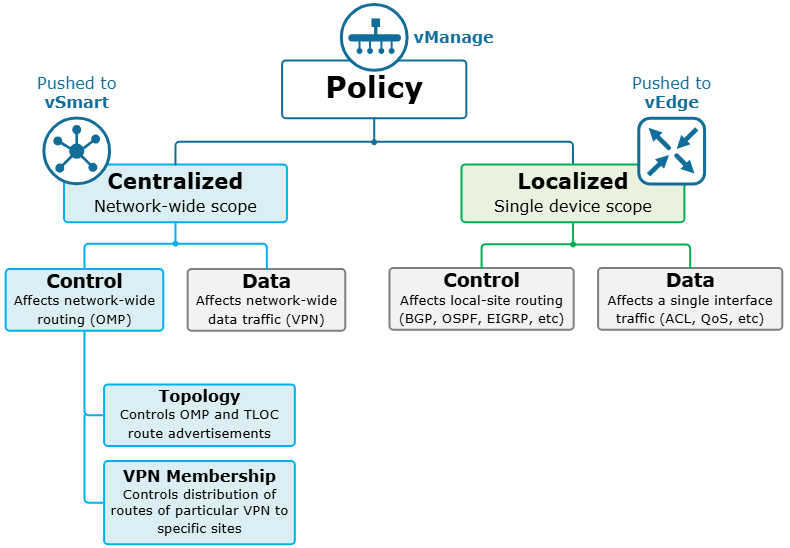 vManage
Policy
Pushed to
vSmart
Pushed to
vEdge
Centralized
Network-wide scope
Localized
Single device scope
Control
Affects network-wide
routing (OMP)
Data
Affects network-wide
data traffic (VPN)
Control
Affects local-site routing
(BGP, OSPF, EIGRP, etc)
Data
Affects a single interface
traffic (ACL, QoS, etc)
Topology
Controls OMP and TLOC
route advertisements
VPN Membership
Controls distribution of
routes of particular VPN to
specific sites